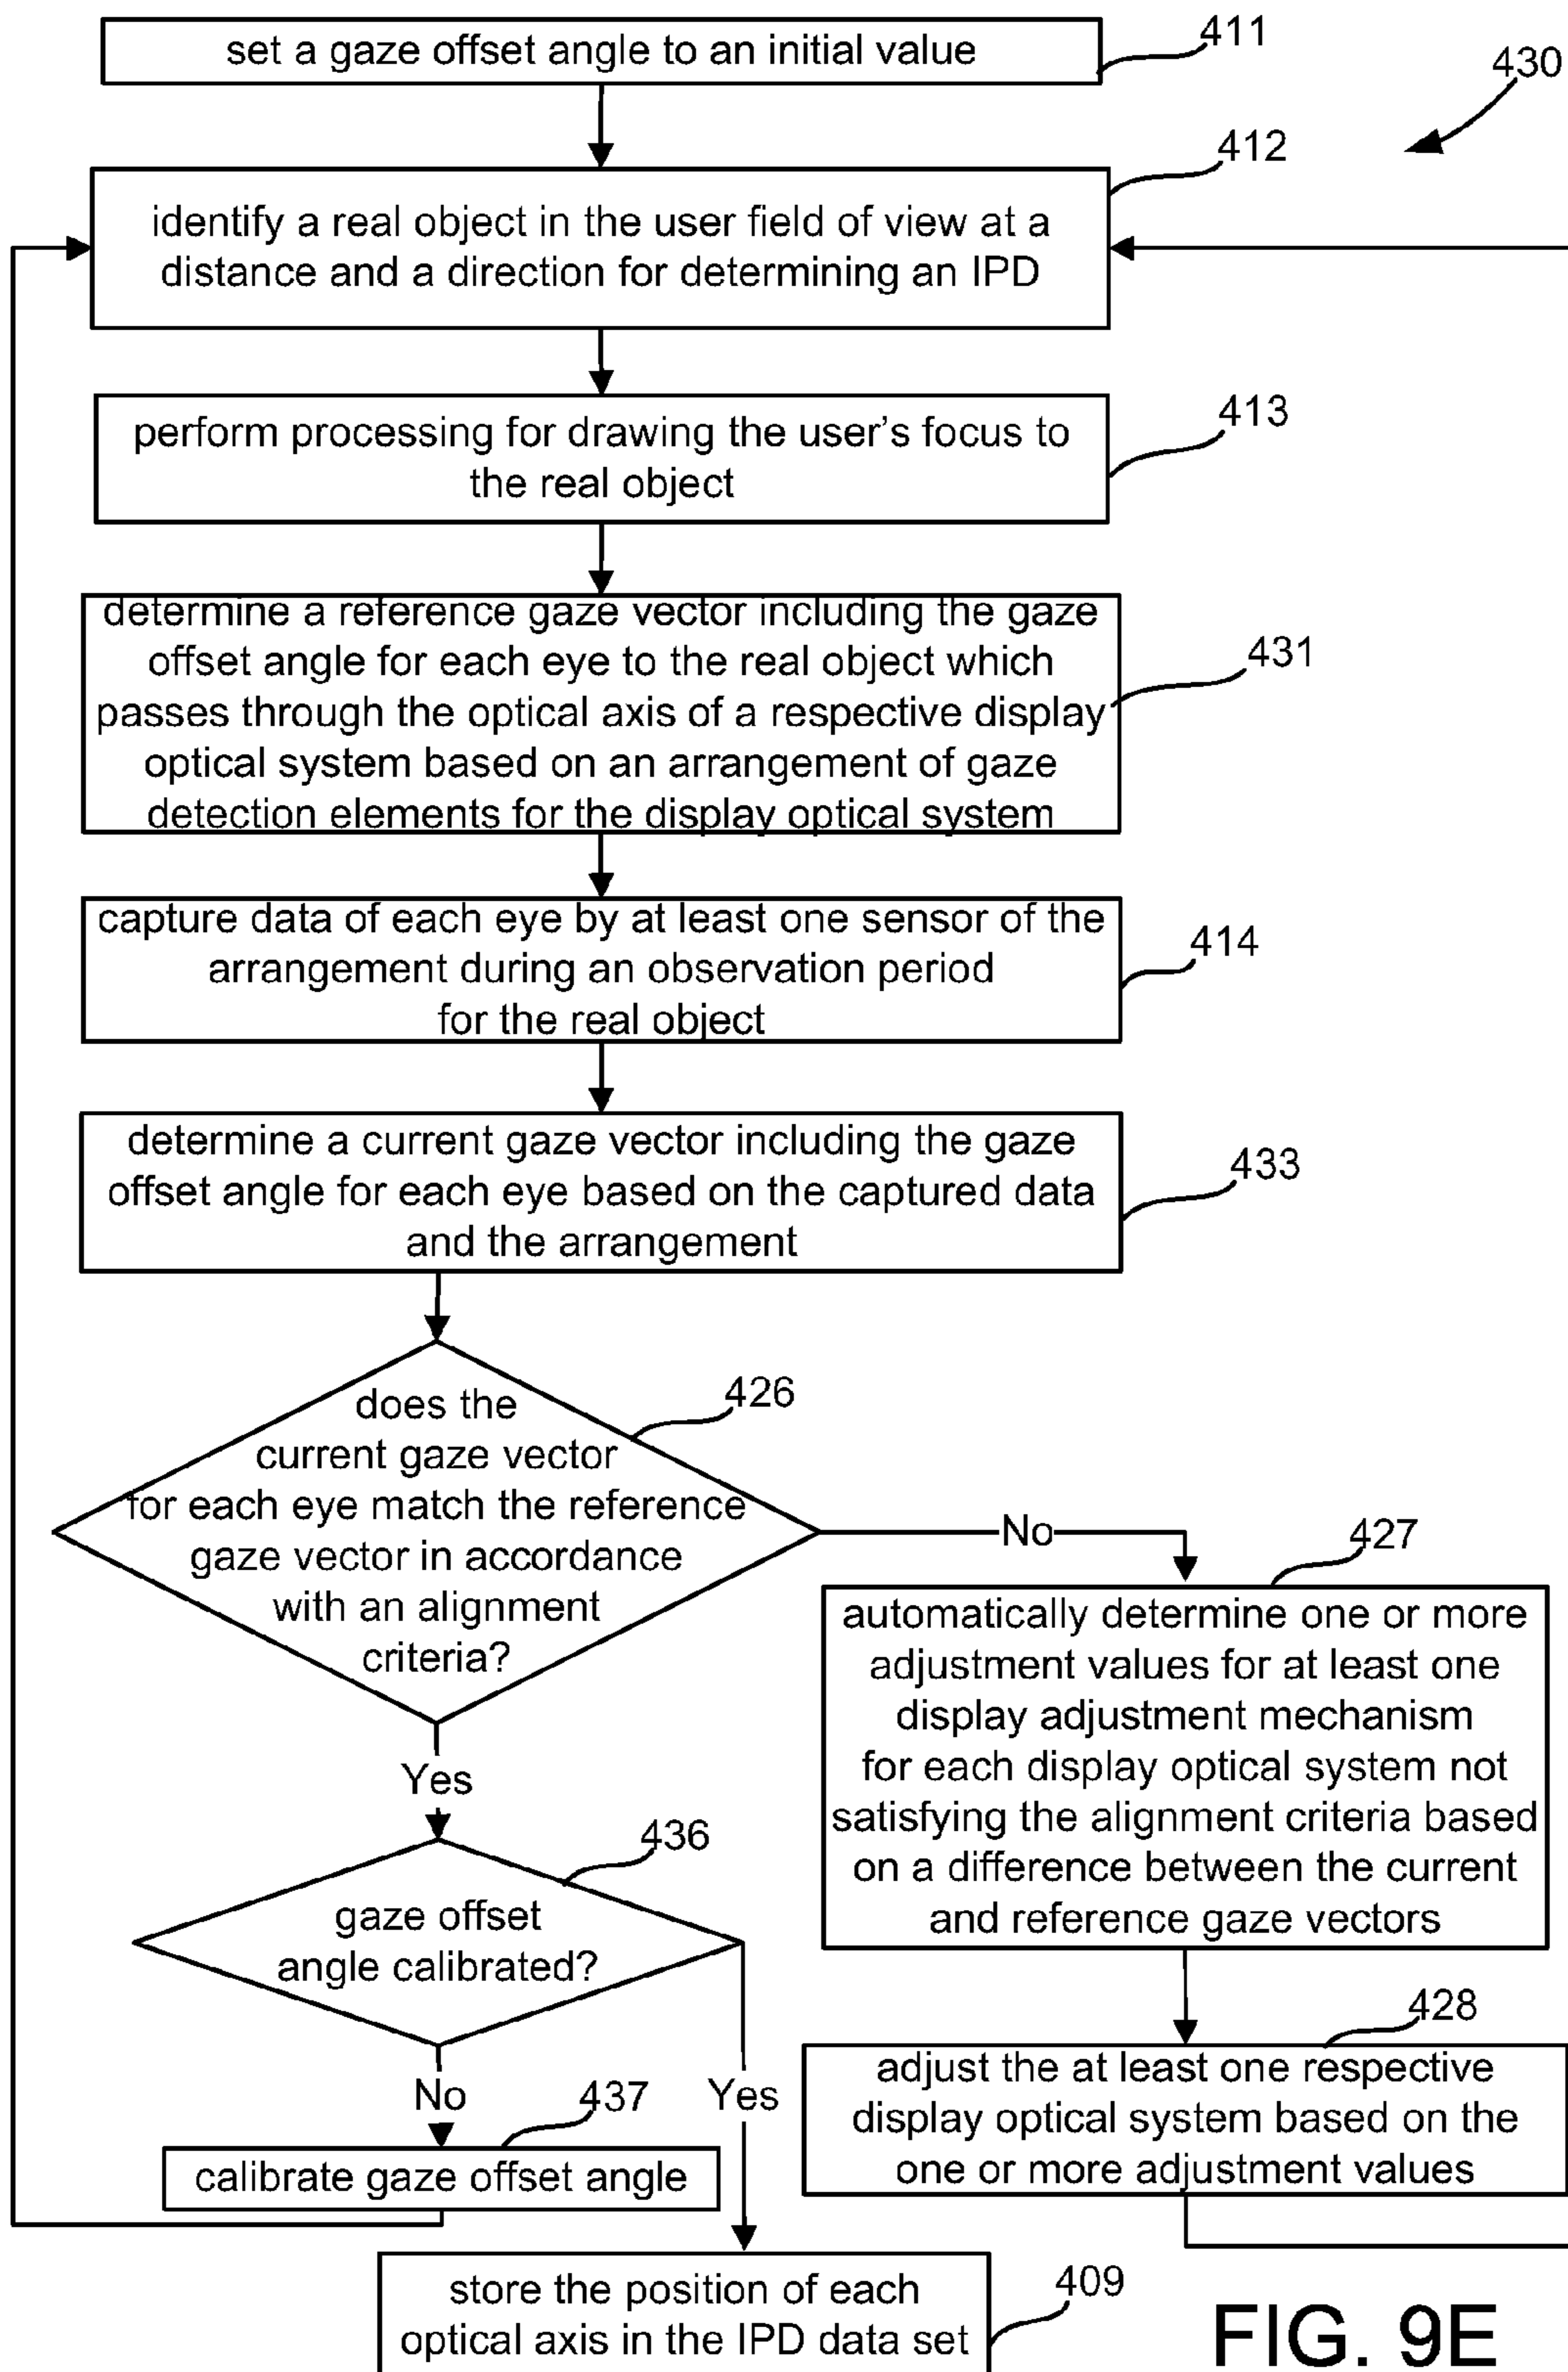 set a gaze offset angle to an initial value
411
430
412
identify a real object in the user field of view at a
distance and a direction for determining an IPD
413
perform processing for drawing the user's focus to
the real object
determine a reference gaze vector including the gaze
offset angle for each eye to the real object which
passes through the optical axis of a respective display
optical system based on an arrangement of gaze
detection elements for the display optical system
431
capture data of each eye by at least one sensor of the
arrangement during an observation period
for the real object
414
determine a current gaze vector including the gaze
offset angle for each eye based on the captured data
and the arrangement
433
does the
current gaze vector
for each eye match the reference
gaze vector in accordance
with an alignment
criteria?
426
No
427
automatically determine one or more
adjustment values for at least one
display adjustment mechanism
for each display optical system not
satisfying the alignment criteria based
on a difference between the current
and reference gaze vectors
Yes
436
gaze offset
angle calibrated?
428
adjust the at least one respective
display optical system based on the
one or more adjustment values
No
437
Yes
calibrate gaze offset angle
store the position of each
optical axis in the IPD data set
409
FIG. 9E